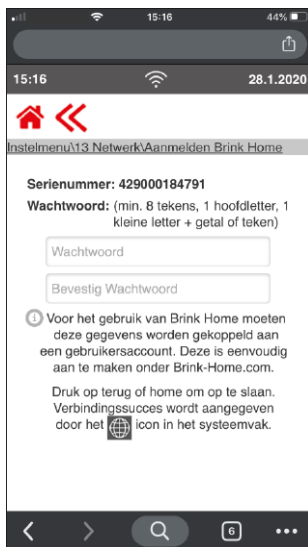 15:16
44%
15:16
28.1.2020
Instelmenu\13 Netwerk\Aanmelden Brink Home
Serienummer: 429000184791
Wachtwoord: (min. 8 tekens, 1 hoofdletter, 1
kleine letter + getal of teken)
Wachtwoord
Bevestig Wachtwoord
Voor het gebruik van Brink Home moeten
deze gegevens worden gekoppeld aan
een gebruikersaccount. Deze is eenvoudig
aan te maken onder Brink-Home.com.
Druk op terug of home om op te slaan.
Verbindingssucces wordt aangegeven
door het icon in het systeemvak.
6